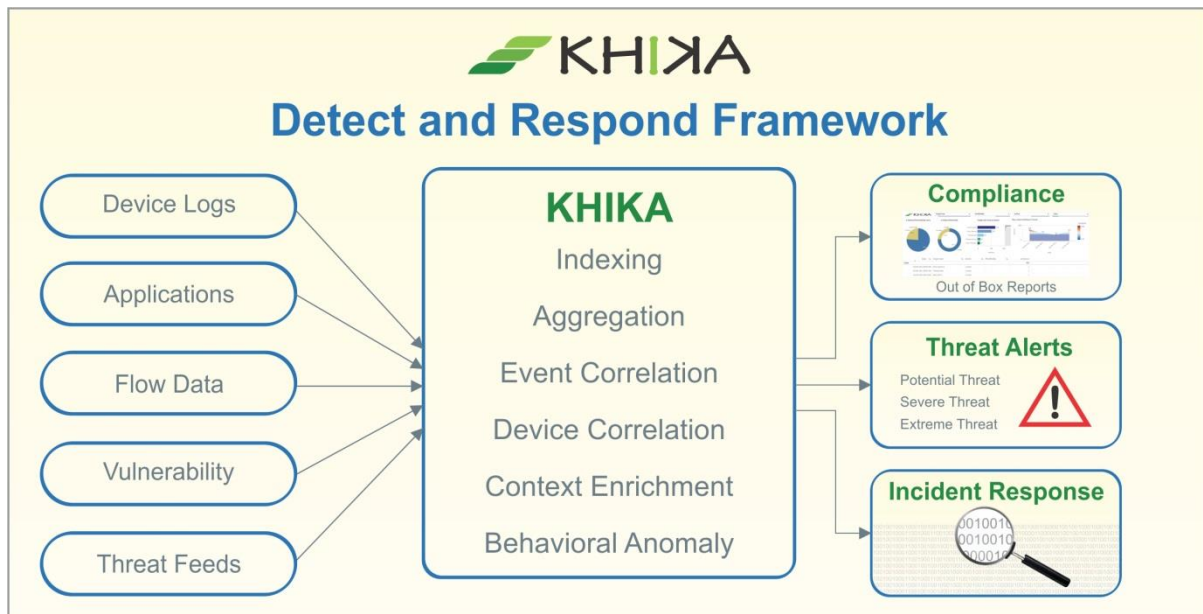 KHIKA
Detect and Respond Framework
Device Logs
Applications
Flow Data
Vulnerability
Threat Feeds
KHIKA
Indexing
Aggregation
Event Correlation
Device Correlation
Context Enrichment
Behavioral Anomaly
Compliance
Out of Box Reports
Threat Alerts
Potential Threat
Severe Threat
Extreme Threat
!
Incident Response
0010010
0010010